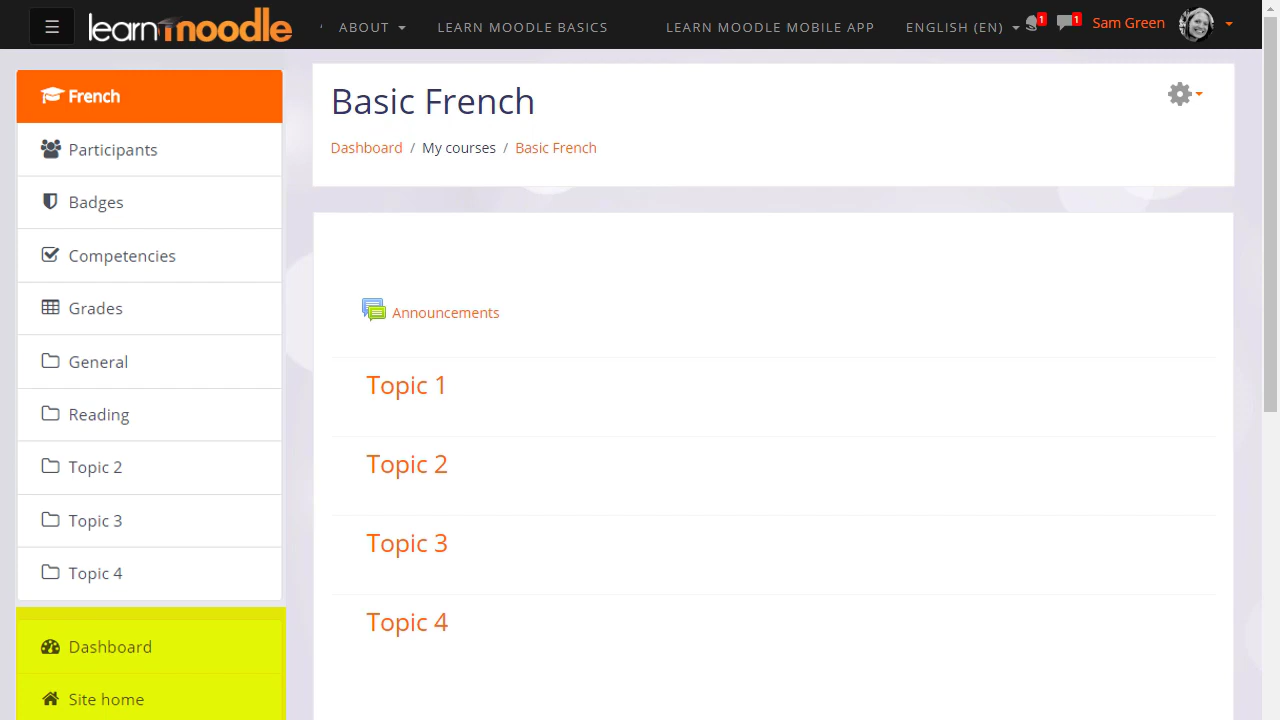 ☰ learn moodle ABOUT LEARN MOODLE BASICS LEARN MOODLE MOBILE APP ENGLISH (EN) 1 1 Sam Green
French
Participants
Badges
Competencies
Grades
General
Reading
Topic 2
Topic 3
Topic 4
Dashboard
Site home
Basic French
Dashboard / My courses / Basic French
Announcements
Topic 1
Topic 2
Topic 3
Topic 4